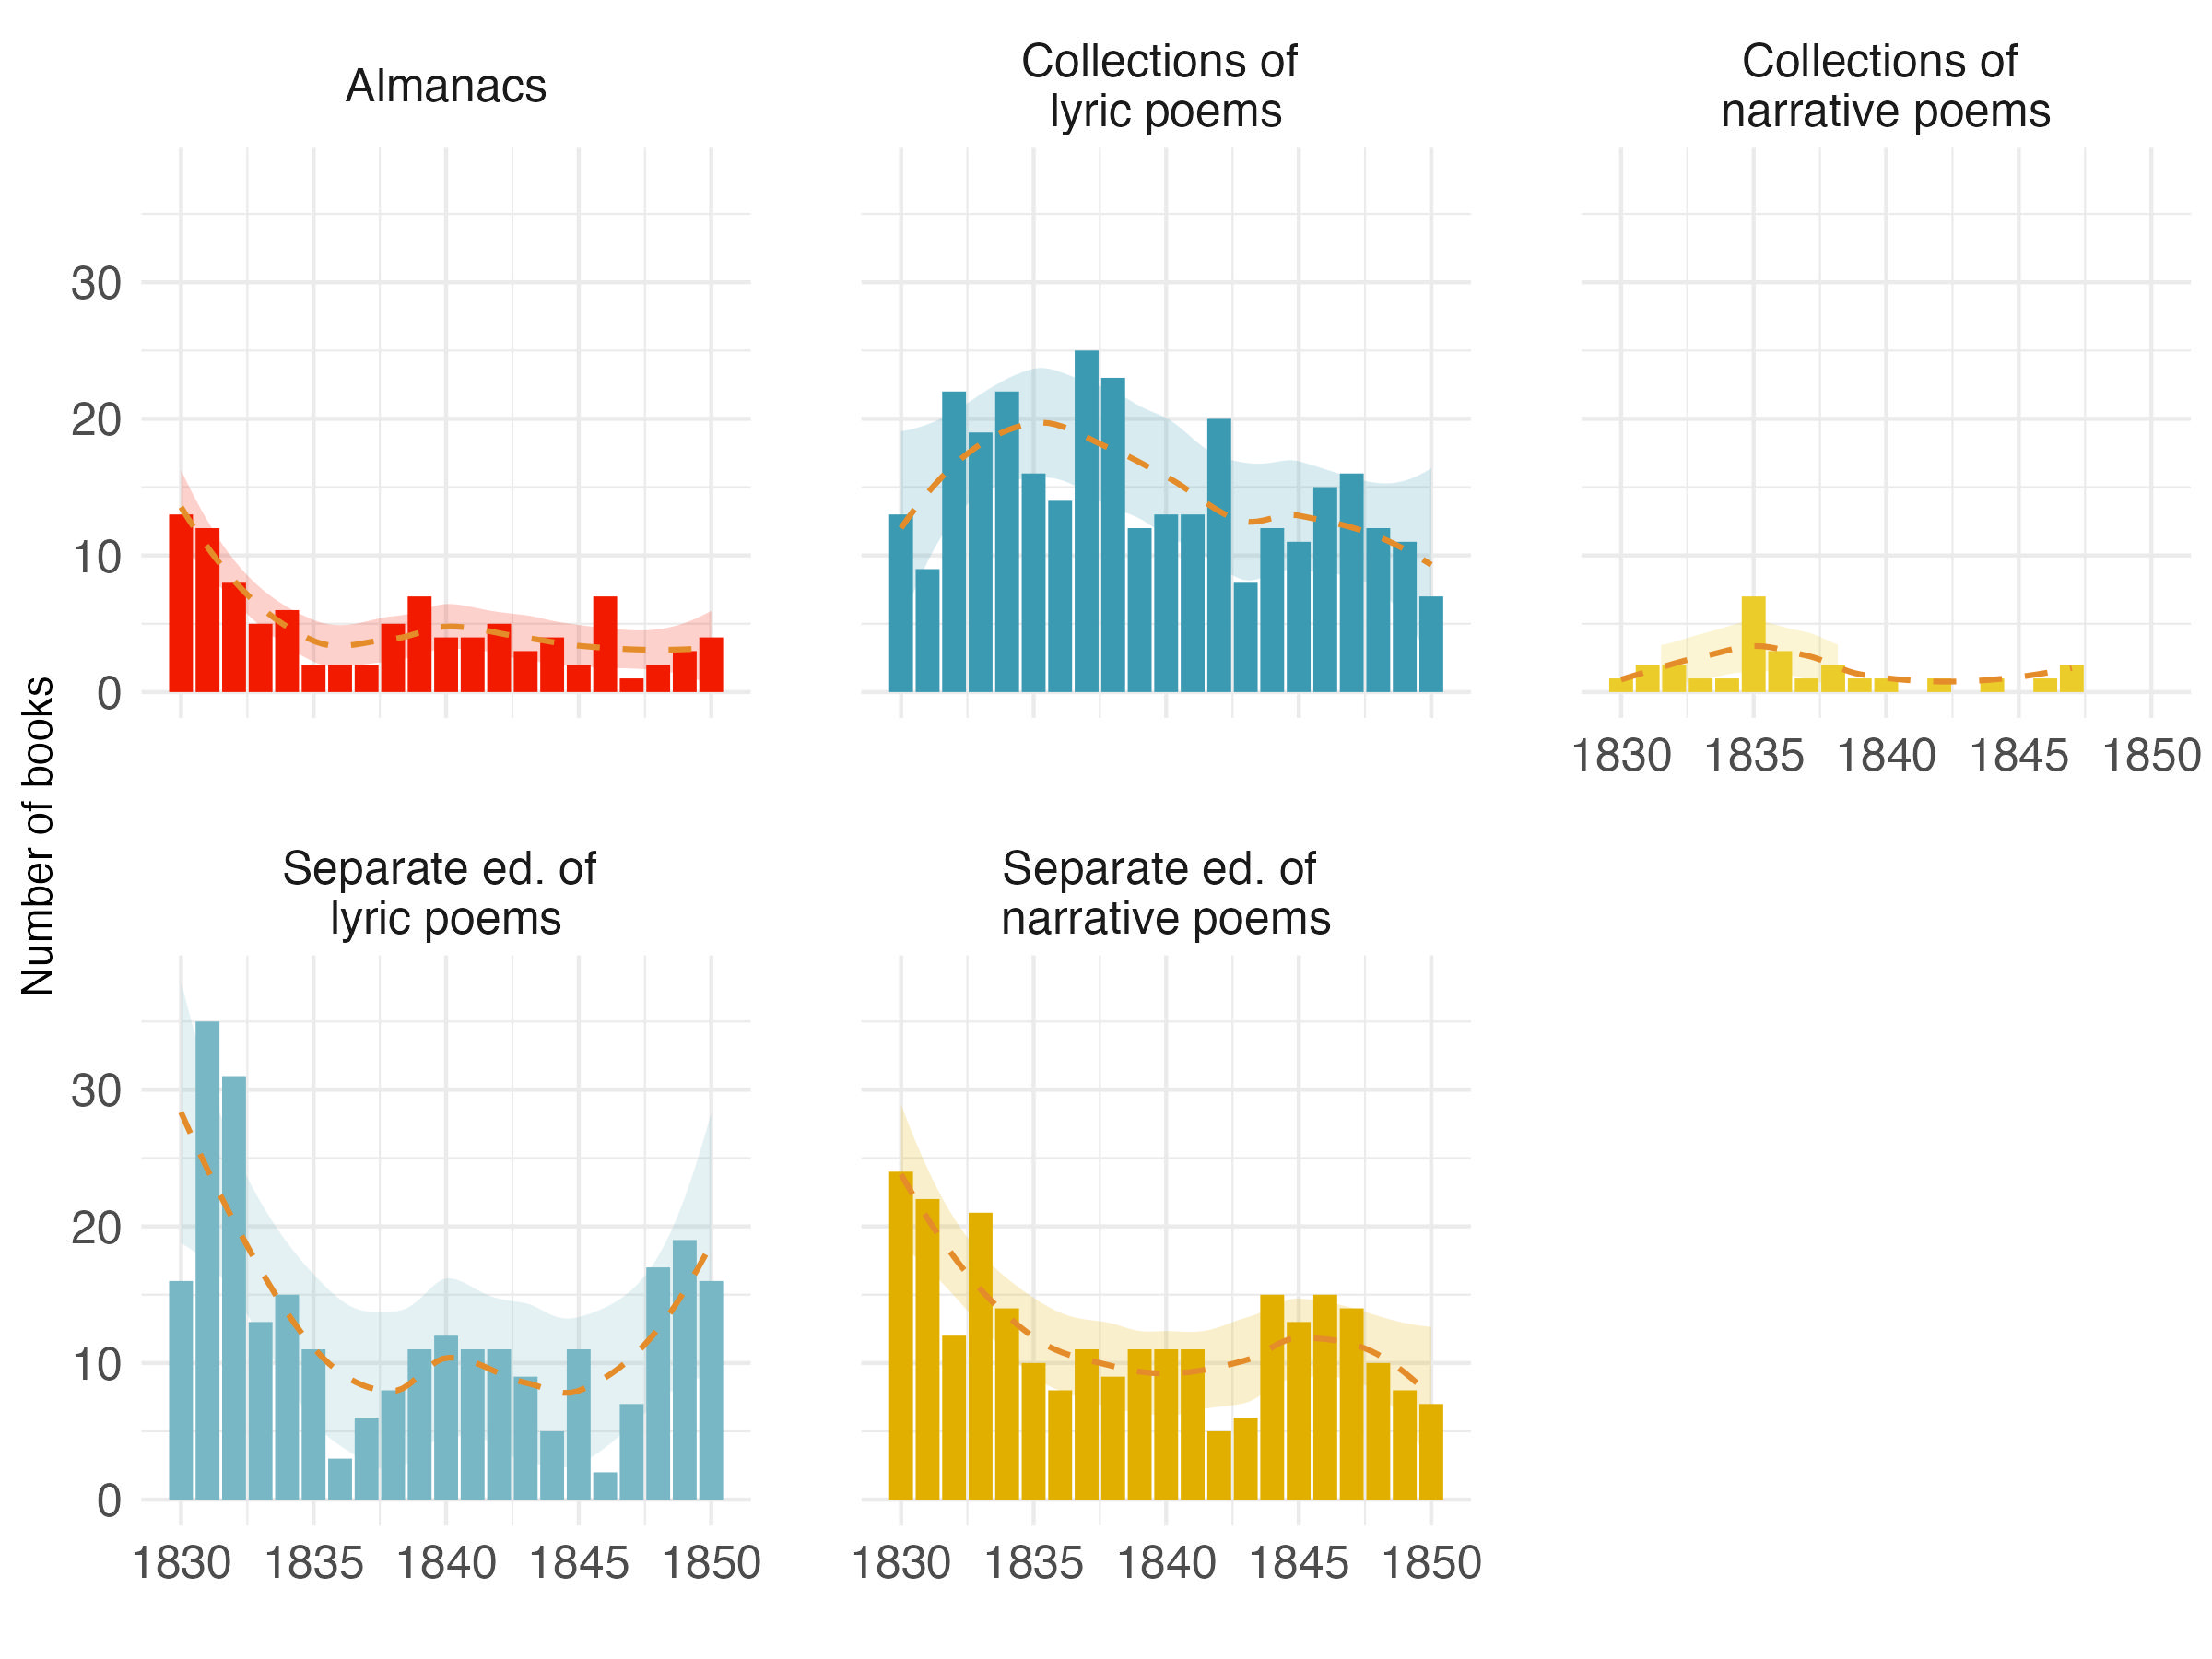 Almanacs
Collections of
lyric poems
Collections of
narrative poems
30
20
10
0
1830 1835 1840 1845 1850
Number of books
Separate ed. of
lyric poems
Separate ed. of
narrative poems
30
20
10
0
1830 1835 1840 1845 1850
1830 1835 1840 1845 1850